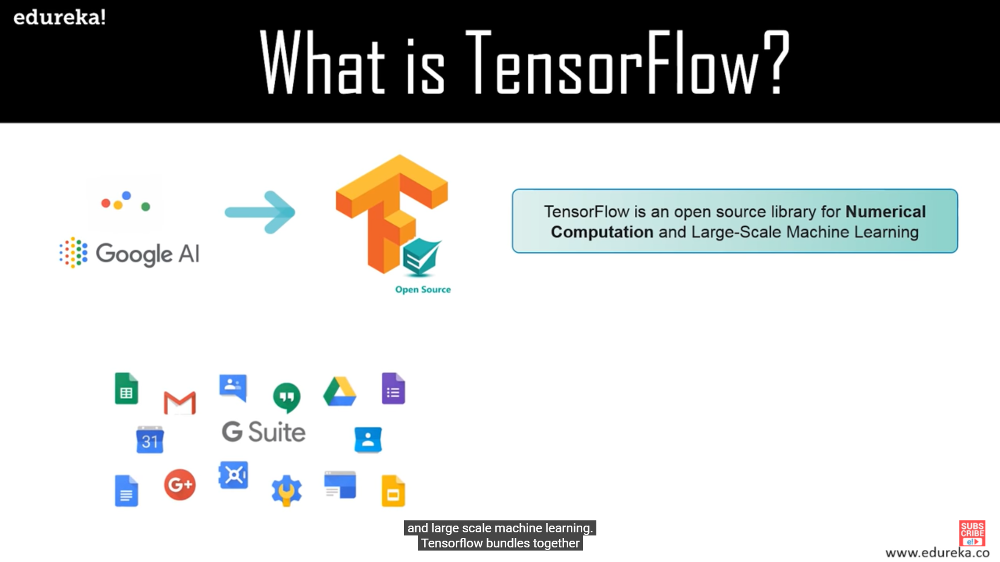 edureka!
What is TensorFlow?
Google AI
Open Source
TensorFlow is an open source library for Numerical
Computation and Large-Scale Machine Learning
31
G Suite
G+
and large scale machine learning.
Tensorflow bundles together
SUBS
CRIBE
e!
www.edureka.co